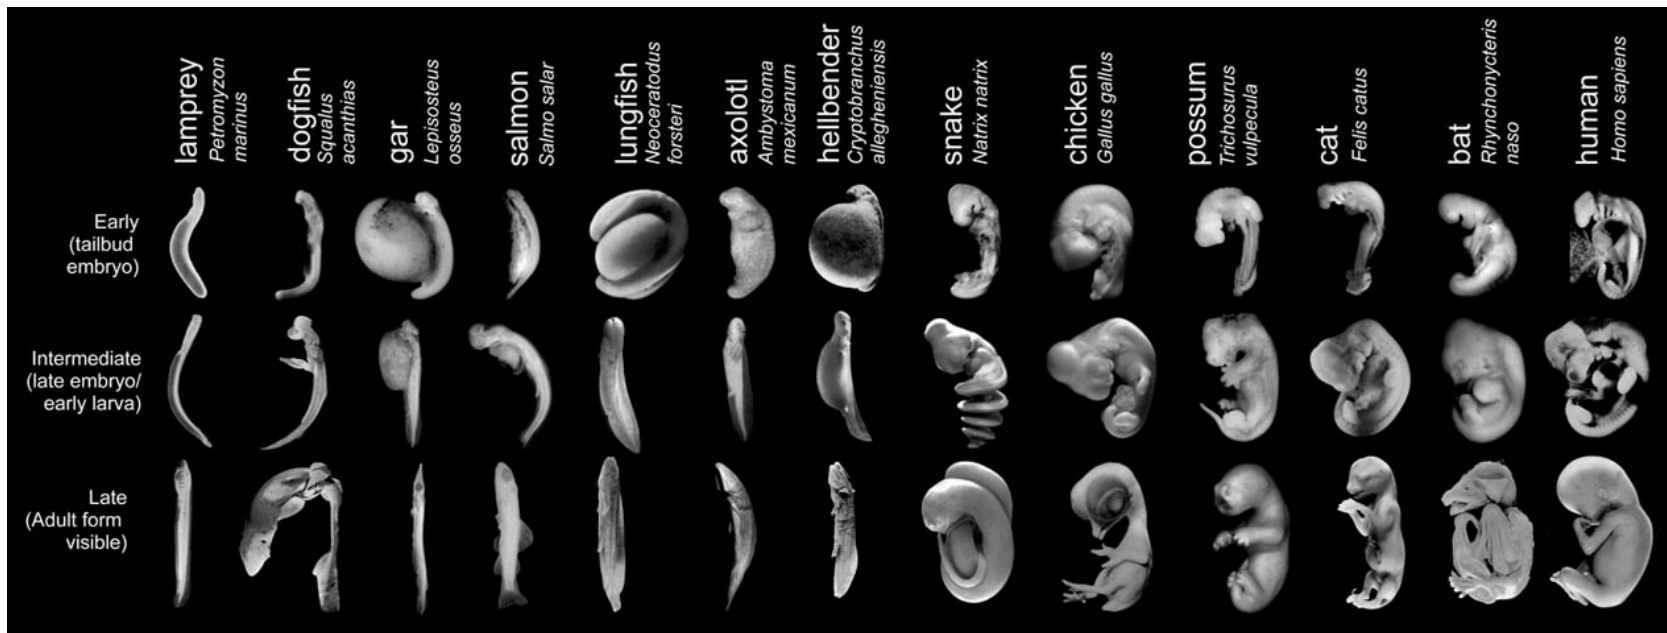 lamprey
Petromyzon
marinus
dogfish
Squalus
acanthias
gar
Lepisosteus
osseus
salmon
Salmo salar
lungfish
Neoceratodus
forsteri
axolotl
Ambystoma
mexicanum
hellbender
Cryptobranchus
allegheniensis
snake
Natrix natrix
chicken
Gallus gallus
possum
Trichosurus
vulpecula
cat
Felis catus
bat
Rhynchonycteris
naso
human
Homo sapiens
Early
(tailbud
embryo)
Intermediate
(late embryo/
early larva)
Late
(Adult form
visible)